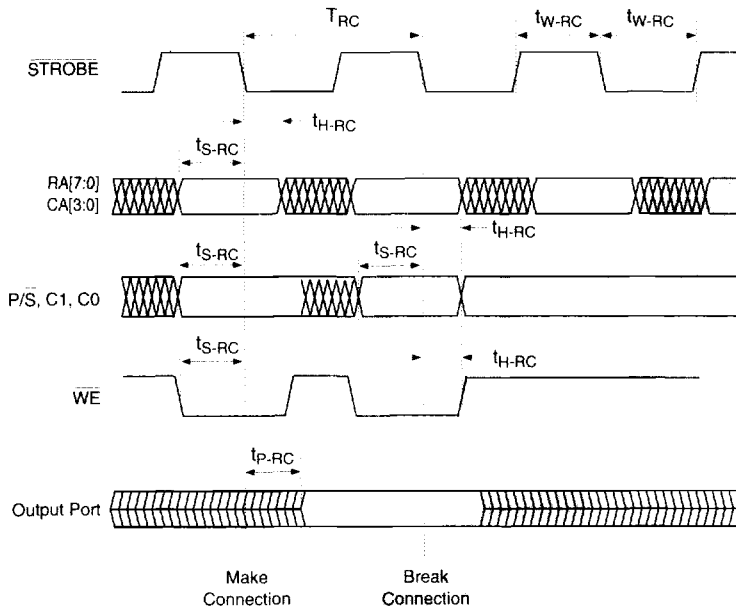 T_RC t_W-RC t_W-RC
STROBE
t_H-RC
t_S-RC
RA[7:0]
CA[3:0]
t_H-RC
t_S-RC t_S-RC
P/S̅, C1, C0
t_S-RC t_H-RC
W̅E̅
t_P-RC
Output Port
Make Break
Connection Connection